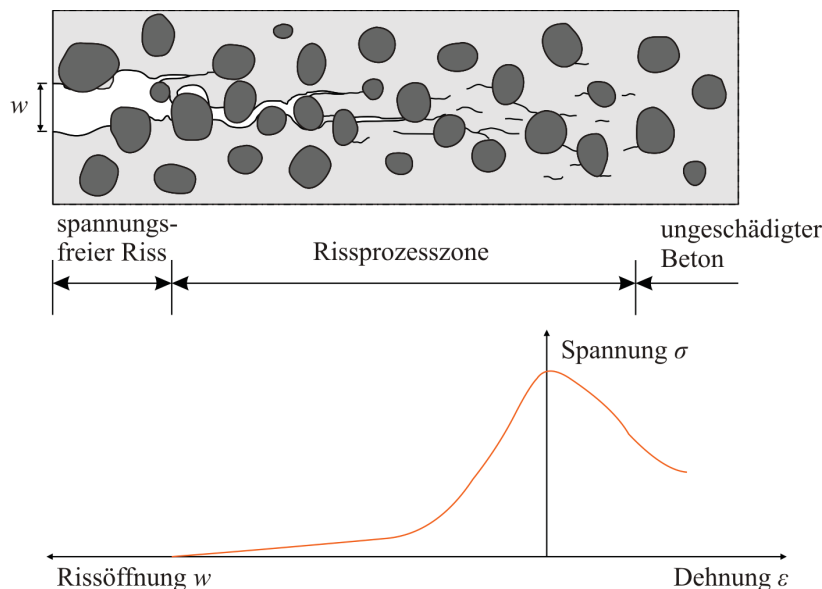 w
spannungs-
freier Riss
Rissprozesszone
ungeschädigter
Beton
Spannung σ
Rissöffnung w
Dehnung ε